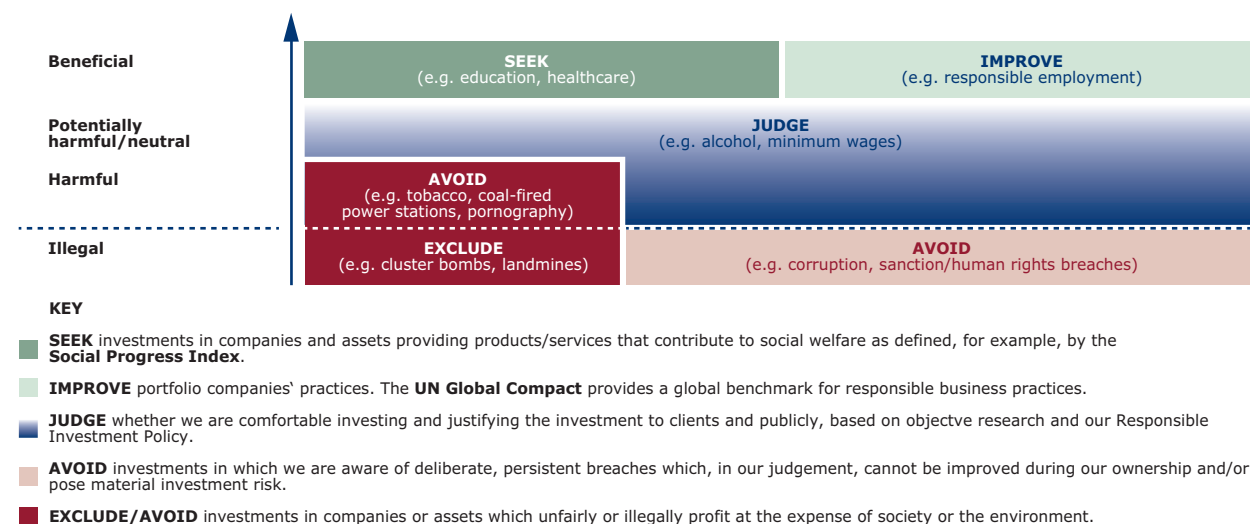 Beneficial
SEEK
(e.g. education, healthcare)
IMPROVE
(e.g. responsible employment)
Potentially
harmful/neutral
JUDGE
(e.g. alcohol, minimum wages)
Harmful
AVOID
(e.g. tobacco, coal-fired
power stations, pornography)
Illegal
EXCLUDE
(e.g. cluster bombs, landmines)
AVOID
(e.g. corruption, sanction/human rights breaches)
KEY
SEEK investments in companies and assets providing products/services that contribute to social welfare as defined, for example, by the
Social Progress Index.
IMPROVE portfolio companies‘ practices. The UN Global Compact provides a global benchmark for responsible business practices.
JUDGE whether we are comfortable investing and justifying the investment to clients and publicly, based on objectve research and our Responsible
Investment Policy.
AVOID investments in which we are aware of deliberate, persistent breaches which, in our judgement, cannot be improved during our ownership and/or
pose material investment risk.
EXCLUDE/AVOID investments in companies or assets which unfairly or illegally profit at the expense of society or the environment.